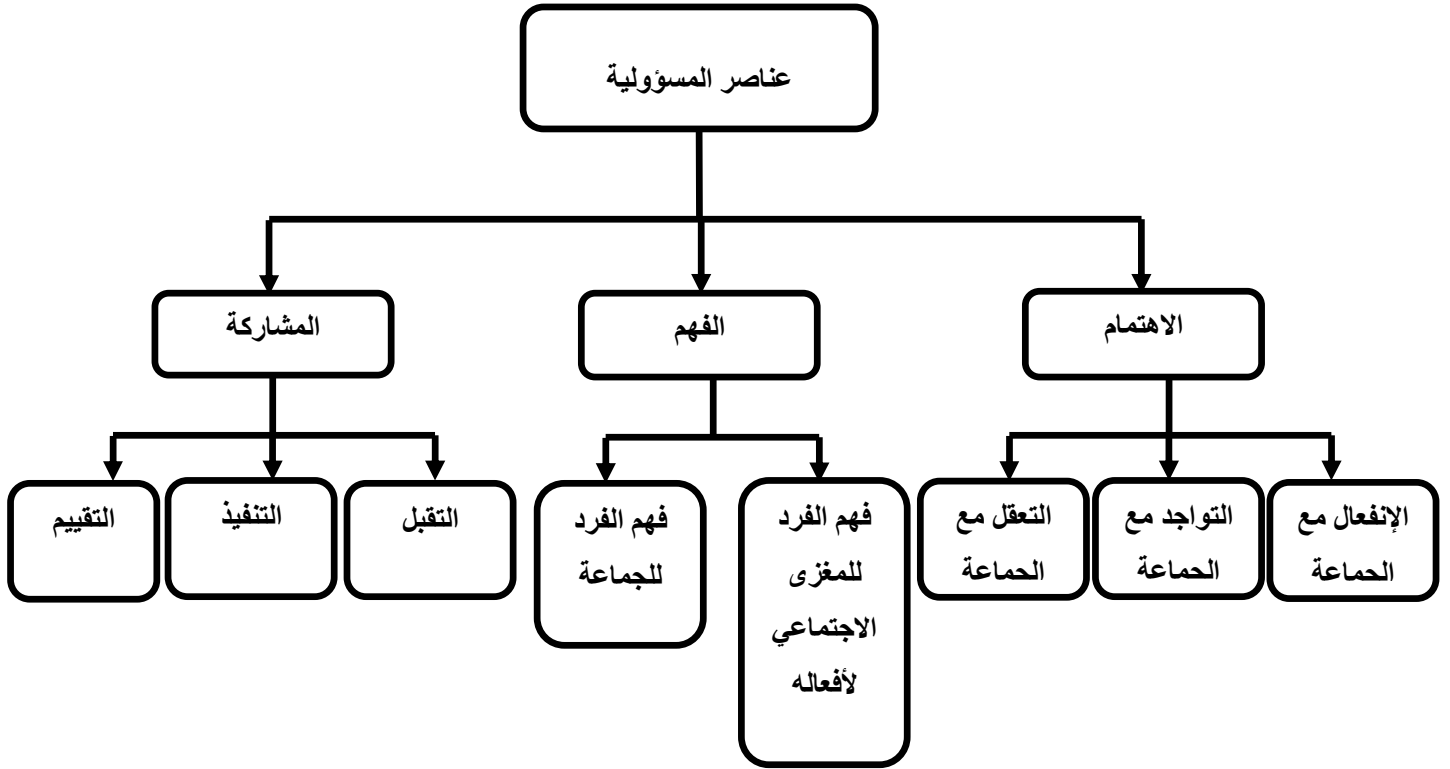 عناصر المسؤولية
الاهتمام
الفهم
المشاركة
الإنفعال مع
الحماعة
التواجد مع
الحماعة
التعقل مع
الحماعة
فهم الفرد
للمغزى
الاجتماعي
لأفعاله
فهم الفرد
للجماعة
التقبل
التنفيذ
التقييم